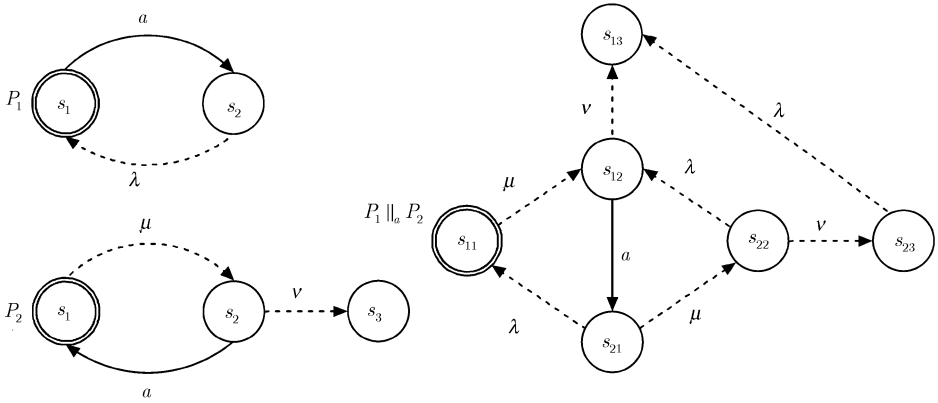 a
P₁
s₁
s₂
λ
μ
P₂
s₁
s₂
ν
s₃
a
s₁₃
ν
λ
s₁₂
μ
λ
P₁ ∥ₐ P₂
s₁₁
a
s₂₂
ν
s₂₃
λ
μ
s₂₁